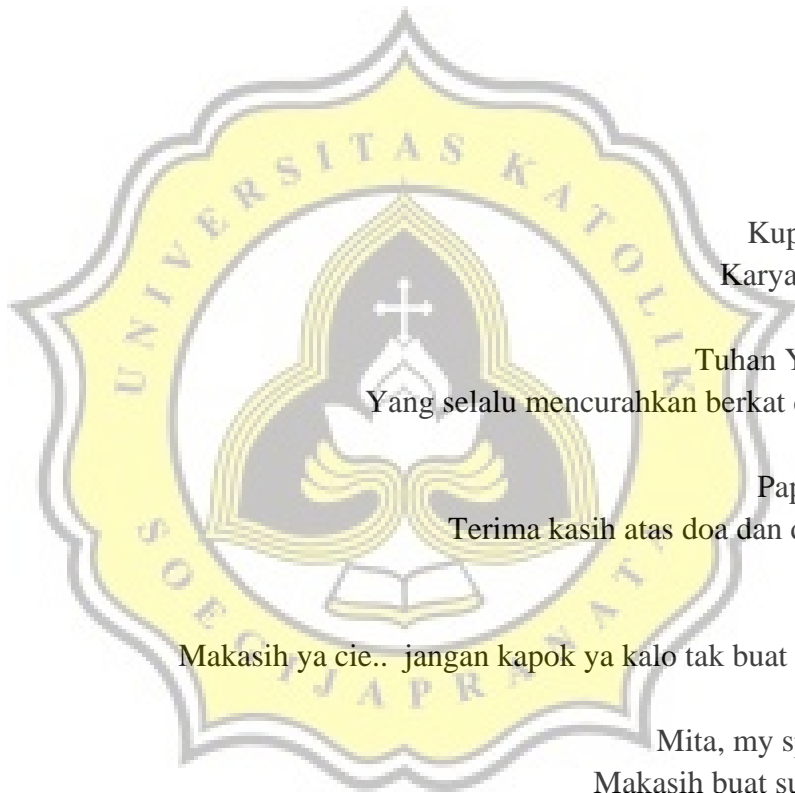 UNIVERSITAS KATOLIK
SOEGIJAPRANATA
Kup
Karya
Tuhan Y
Yang selalu mencurahkan berkat
Pap
Terima kasih atas doa dan
Makasih ya cie.. jangan kapok ya kalo tak buat
Mita, my sp
Makasih buat su